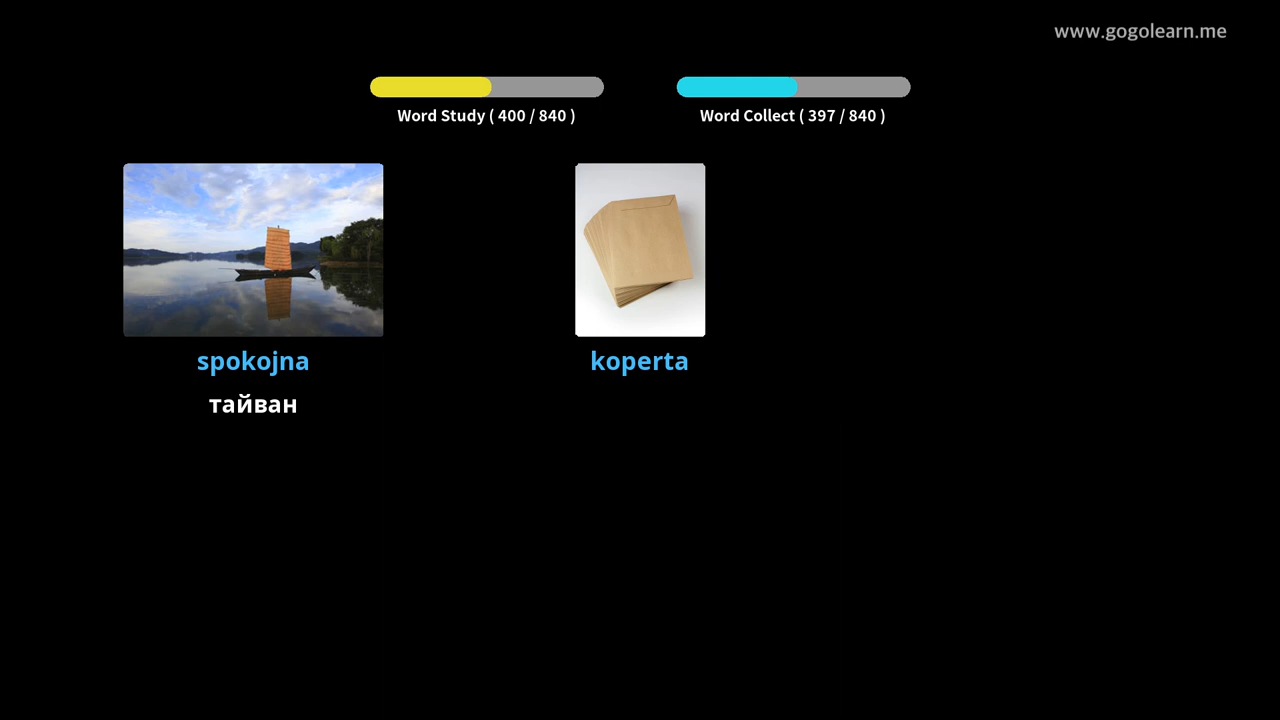 www.gogolearn.me
Word Study ( 400 / 840 )
Word Collect ( 397 / 840 )
spokojna
koperta
тайван